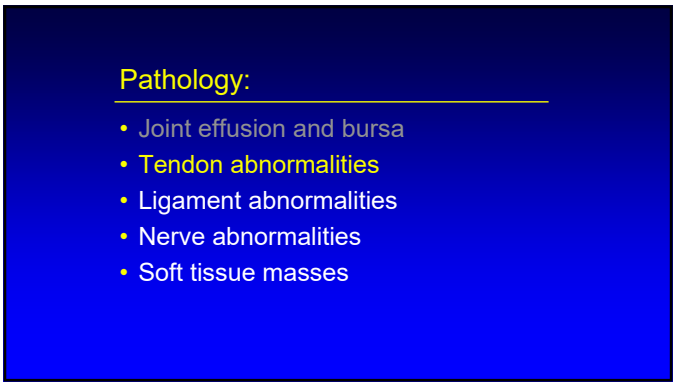 Pathology:
• Joint effusion and bursa
• Tendon abnormalities
• Ligament abnormalities
• Nerve abnormalities
• Soft tissue masses